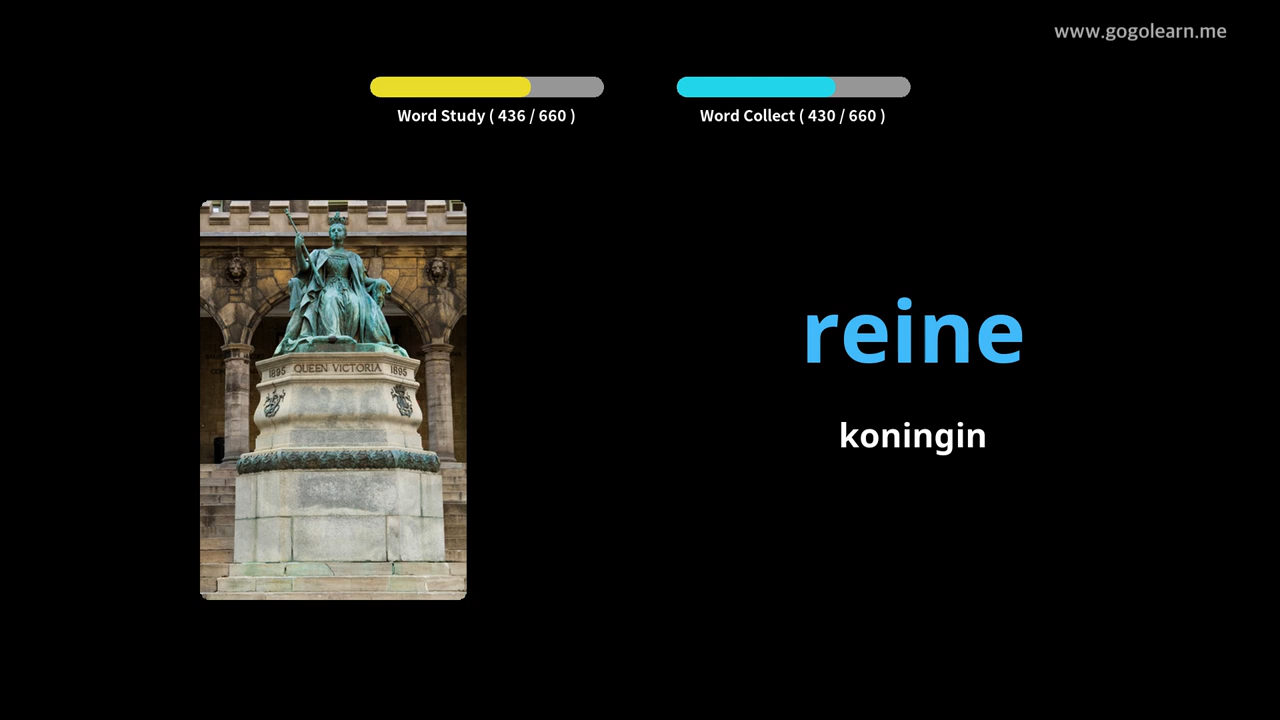 www.gogolearn.me
Word Study ( 436 / 660 )
Word Collect ( 430 / 660 )
1895 QUEEN VICTORIA 1895
reine
koningin